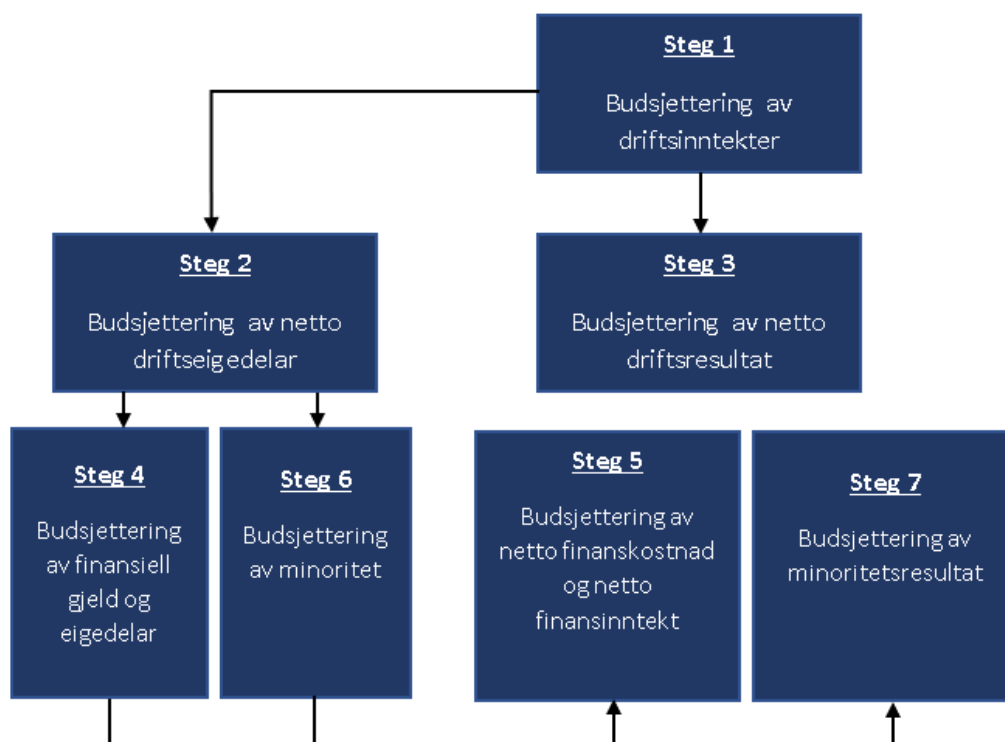 Steg 1
Budsjettering av
driftsinntekter
Steg 2
Budsjettering av netto
driftseigedelar
Steg 3
Budsjettering av netto
driftsresultat
Steg 4
Budsjettering
av finansiell
gjeld og
eigedelar
Steg 6
Budsjettering
av minoritet
Steg 5
Budsjettering av
netto finanskostnad
og netto
finansinntekt
Steg 7
Budsjettering av
minoritetsresultat